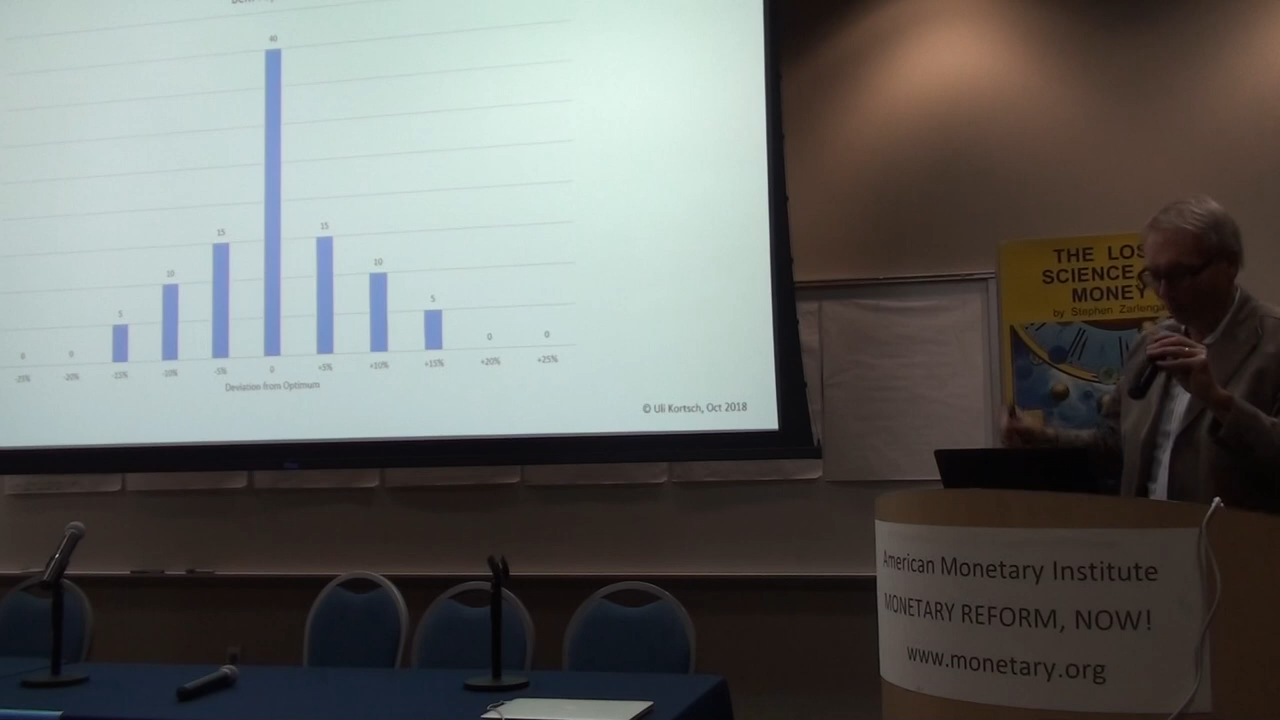 40
15
15
10
10
5
5
0
0
0
0
-25%
-20%
-15%
-10%
-5%
0
+5%
+10%
+15%
+20%
+25%
Deviation from Optimum
© Uli Kortsch, Oct 2018
THE LOS
SCIENCE
MONEY
by Stephen Zarlenga
American Monetary Institute
MONETARY REFORM, NOW!
www.monetary.org